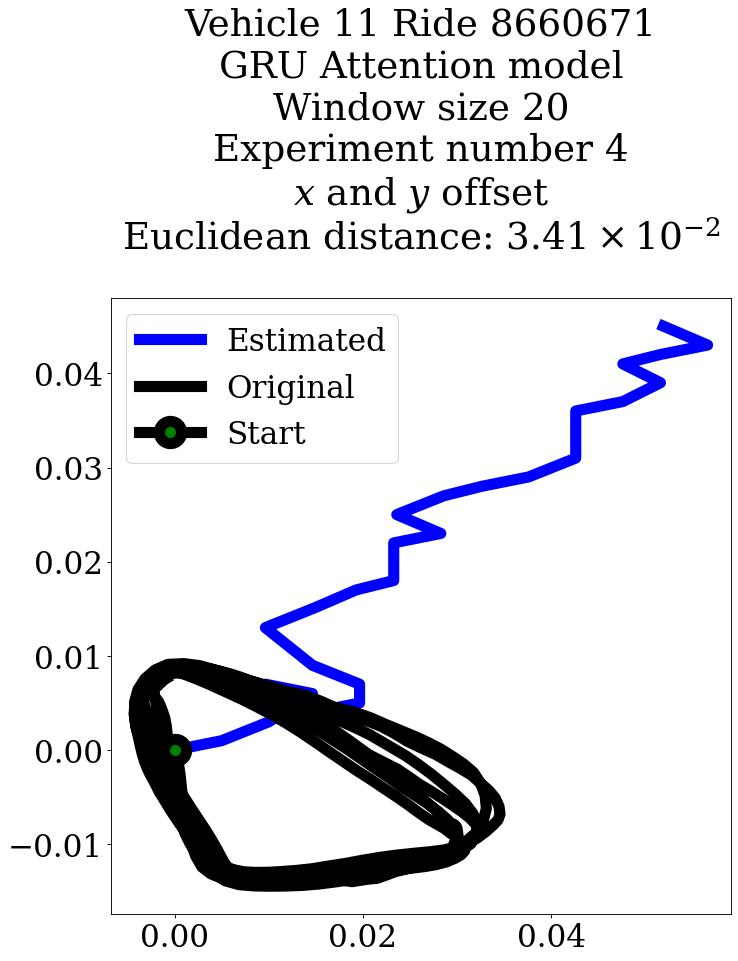 Vehicle 11 Ride 8660671
GRU Attention model
Window size 20
Experiment number 4
x and y offset
Euclidean distance: 3.41 × 10⁻²
Estimated
Original
Start
0.04
0.03
0.02
0.01
0.00
−0.01
0.00 0.02 0.04